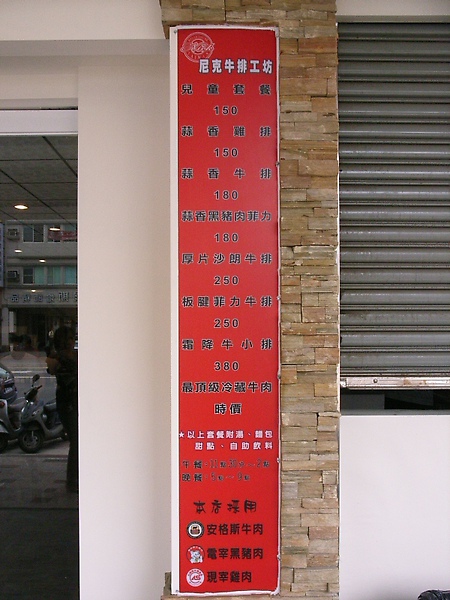 尼克牛排工坊
兒童套餐
150
蒜香雞排
150
蒜香牛排
180
蒜香黑豬肉菲力
180
厚片沙朗牛排
250
板腱菲力牛排
250
霜降牛小排
380
最頂級冷藏牛肉
時價
★以上套餐附湯、麵包
甜點、自助飲料
午餐:
晚餐:
本店採用
安格斯牛肉
電宰黑豬肉
現宰雞肉